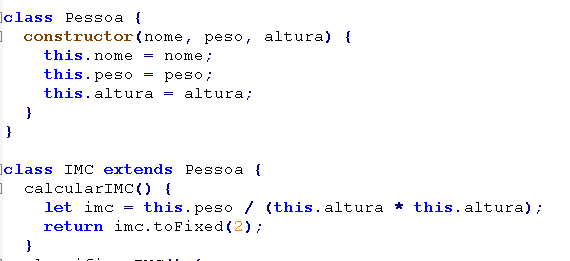 class Pessoa {
constructor(nome, peso, altura) {
this.nome = nome;
this.peso = peso;
this.altura = altura;
}
}
class IMC extends Pessoa {
calcularIMC() {
let imc = this.peso / (this.altura * this.altura);
return imc.toFixed(2);
}